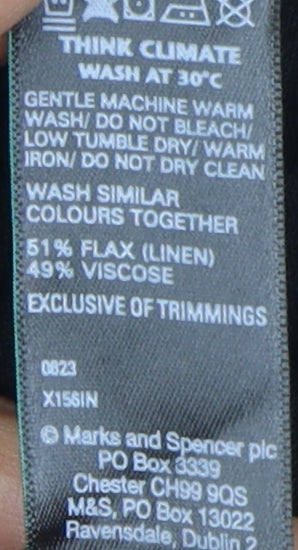 THINK CLIMATE
WASH AT 30°C
GENTLE MACHINE WARM
WASH/ DO NOT BLEACH/
LOW TUMBLE DRY/ WARM
IRON/ DO NOT DRY CLEAN
WASH SIMILAR
COLOURS TOGETHER
51% FLAX (LINEN)
49% VISCOSE
EXCLUSIVE OF TRIMMINGS
0823
X156IN
© Marks and Spencer plc
PO Box 3339
Chester CH99 9QS
M&S, PO Box 13022
Ravensdale, Dublin 2